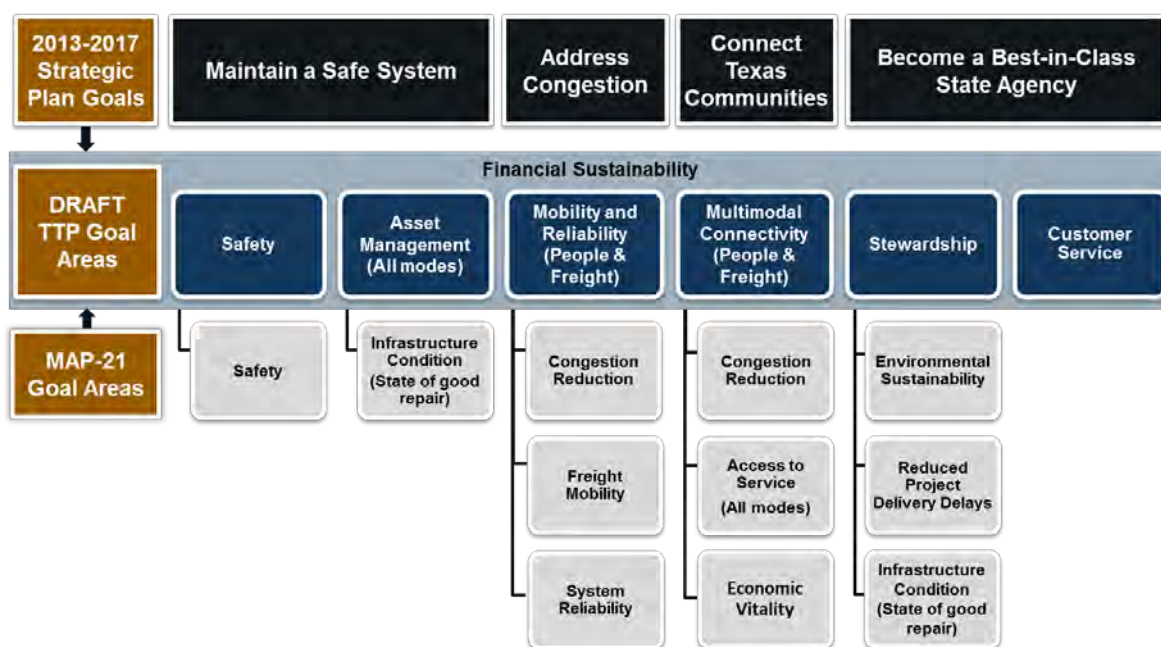 2013-2017
Strategic
Plan Goals
Maintain a Safe System
Address
Congestion
Connect
Texas
Communities
Become a Best-in-Class
State Agency
Financial Sustainability
DRAFT
TTP Goal
Areas
Safety
Asset
Management
(All modes)
Mobility and
Reliability
(People &
Freight)
Multimodal
Connectivity
(People &
Freight)
Stewardship
Customer
Service
MAP-21
Goal Areas
Safety
Infrastructure
Condition
(State of good
repair)
Congestion
Reduction
Congestion
Reduction
Environmental
Sustainability
Freight
Mobility
Access to
Service
(All modes)
Reduced
Project
Delivery Delays
System
Reliability
Economic
Vitality
Infrastructure
Condition
(State of good
repair)